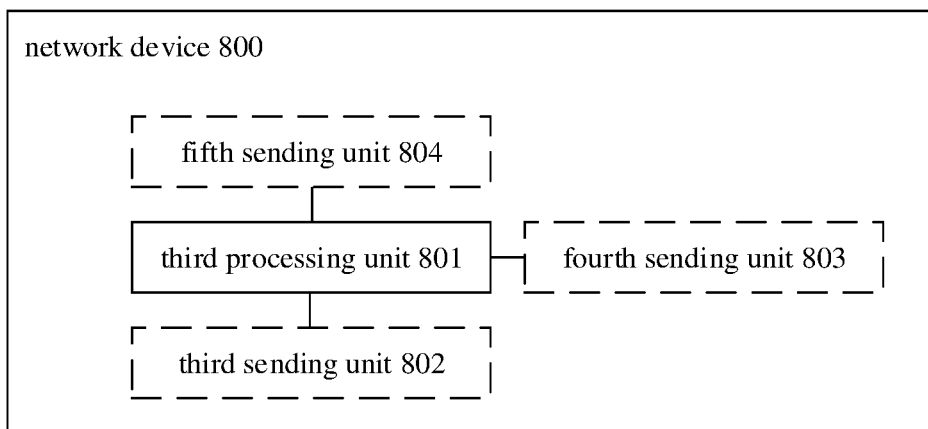 network device 800
fifth sending unit 804
third processing unit 801
fourth sending unit 803
third sending unit 802